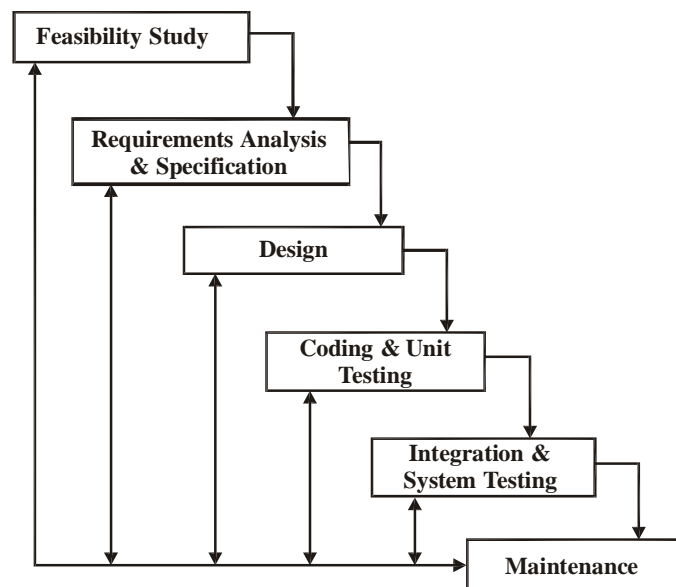 Feasibility Study
Requirements Analysis
& Specification
Design
Coding & Unit
Testing
Integration &
System Testing
Maintenance